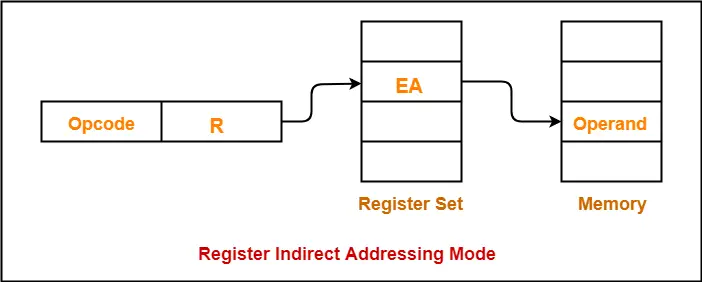 EA
Opcode R
Operand
Register Set
Memory
Register Indirect Addressing Mode